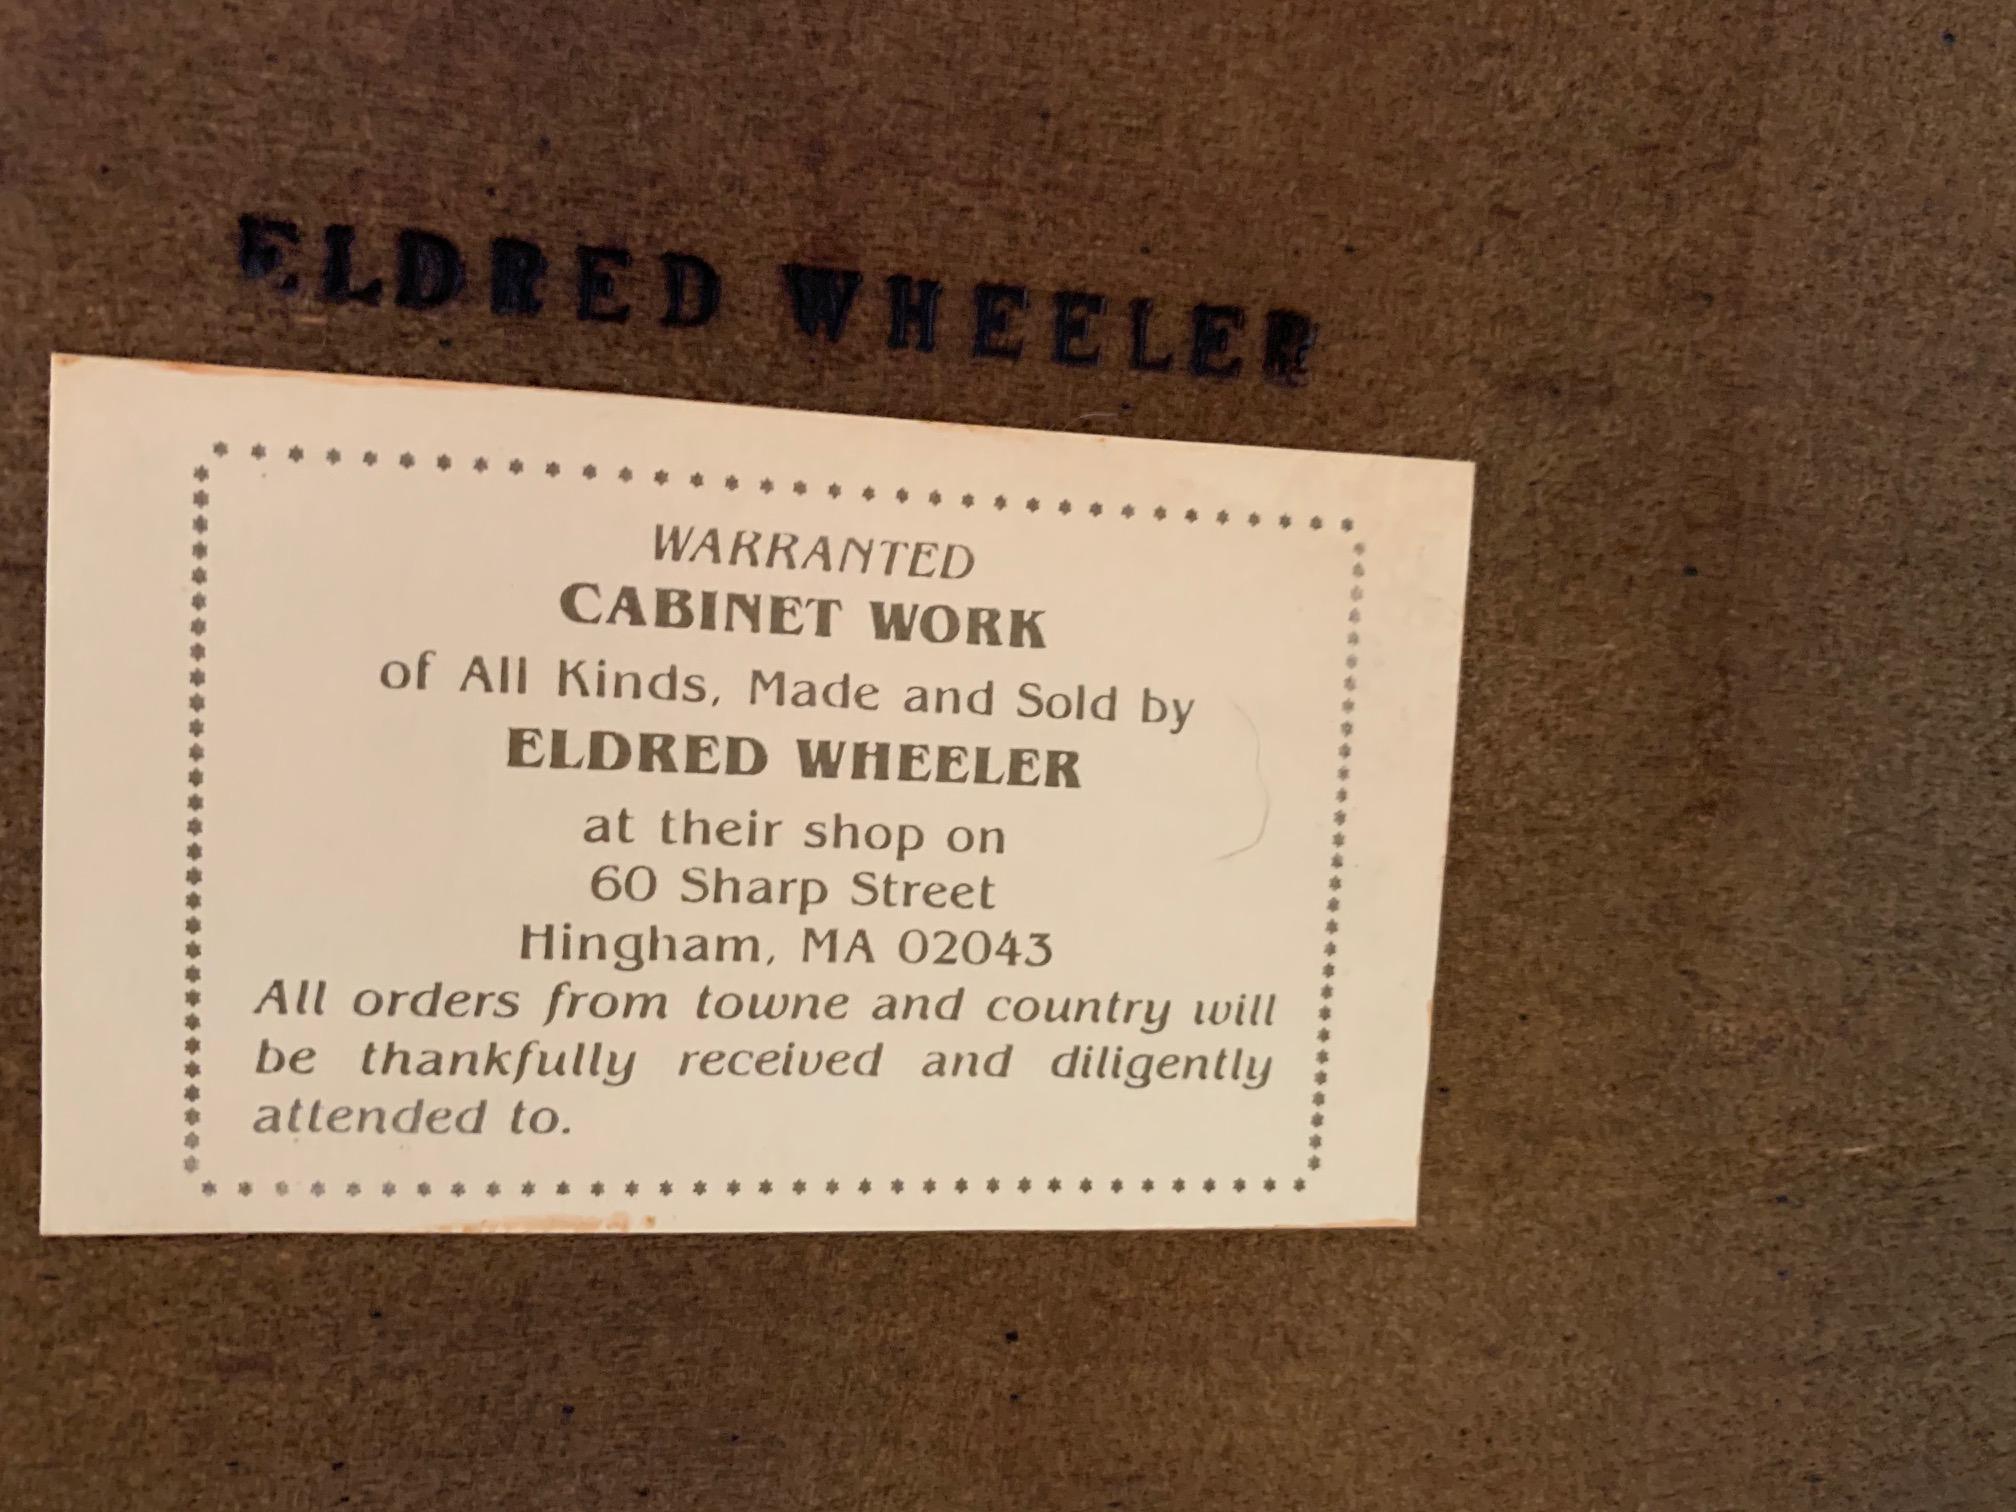 ELDRED WHEELER
WARRANTED
CABINET WORK
of All Kinds, Made and Sold by
ELDRED WHEELER
at their shop on
60 Sharp Street
Hingham, MA 02043
All orders from towne and country will
be thankfully received and diligently
attended to.